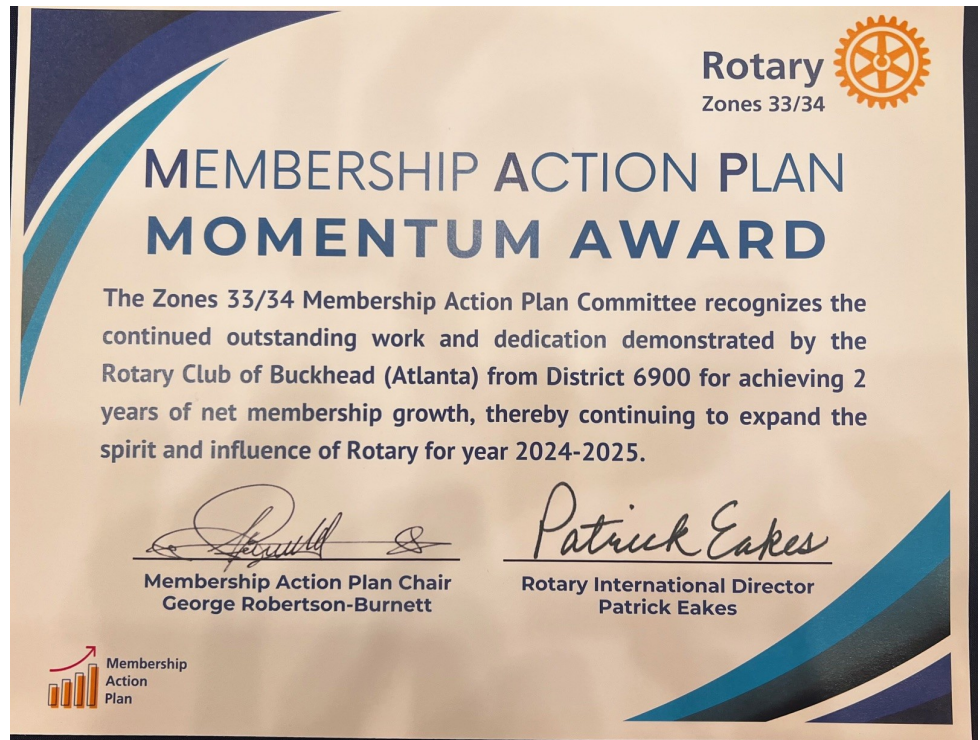 Rotary
Zones 33/34
MEMBERSHIP ACTION PLAN
MOMENTUM AWARD
The Zones 33/34 Membership Action Plan Committee recognizes the
continued outstanding work and dedication demonstrated by the
Rotary Club of Buckhead (Atlanta) from District 6900 for achieving 2
years of net membership growth, thereby continuing to expand the
spirit and influence of Rotary for year 2024-2025.
Patrick Eakes
Membership Action Plan Chair
George Robertson-Burnett
Rotary International Director
Patrick Eakes
Membership
Action
Plan